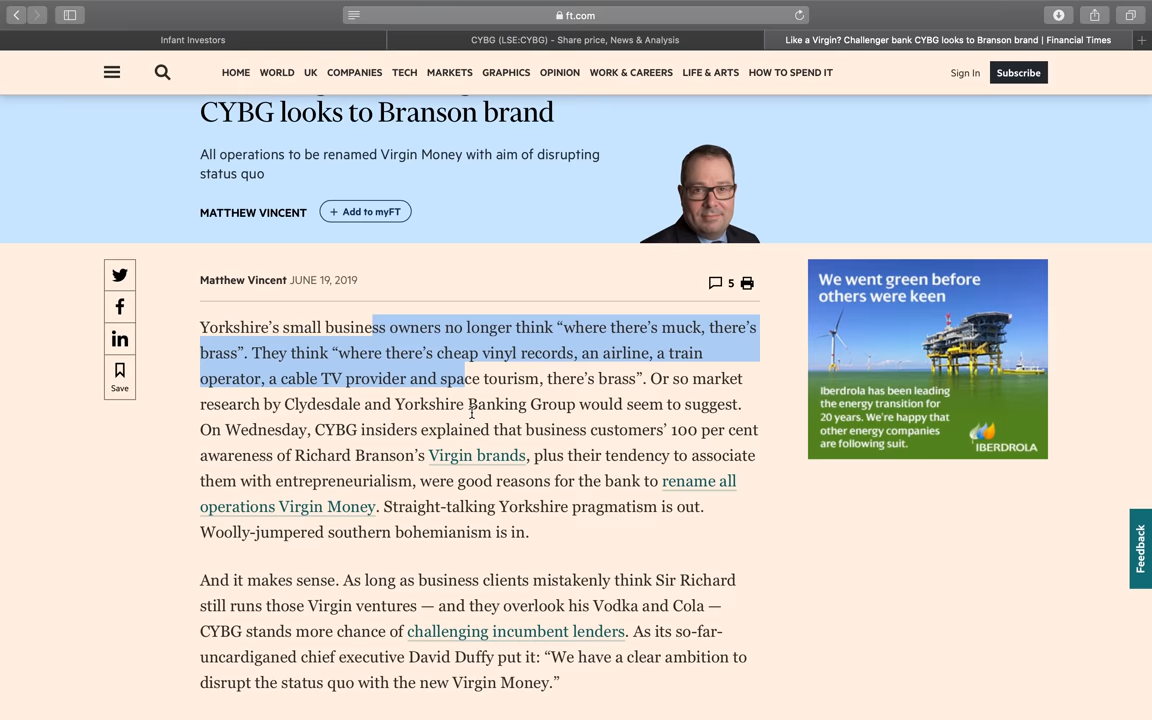 ft.com
Infant Investors
CYBG (LSE:CYBG) - Share price, News & Analysis
Like a Virgin? Challenger bank CYBG looks to Branson brand | Financial Times
HOME WORLD UK COMPANIES TECH MARKETS GRAPHICS OPINION WORK & CAREERS LIFE & ARTS HOW TO SPEND IT
Sign In
Subscribe
CYBG looks to Branson brand
All operations to be renamed Virgin Money with aim of disrupting
status quo
MATTHEW VINCENT
+ Add to myFT
Matthew Vincent JUNE 19, 2019
5
Save
Yorkshire’s small business owners no longer think “where there’s muck, there’s
brass”. They think “where there’s cheap vinyl records, an airline, a train
operator, a cable TV provider and space tourism, there’s brass”. Or so market
research by Clydesdale and Yorkshire Banking Group would seem to suggest.
On Wednesday, CYBG insiders explained that business customers’ 100 per cent
awareness of Richard Branson’s Virgin brands, plus their tendency to associate
them with entrepreneurialism, were good reasons for the bank to rename all
operations Virgin Money. Straight-talking Yorkshire pragmatism is out.
Woolly-jumpered southern bohemianism is in.
And it makes sense. As long as business clients mistakenly think Sir Richard
still runs those Virgin ventures — and they overlook his Vodka and Cola —
CYBG stands more chance of challenging incumbent lenders. As its so-far-
uncardiganed chief executive David Duffy put it: “We have a clear ambition to
disrupt the status quo with the new Virgin Money.”
We went green before
others were keen
Iberdrola has been leading
the energy transition for
20 years. We're happy that
other energy companies
are following suit.
IBERDROLA
Feedback